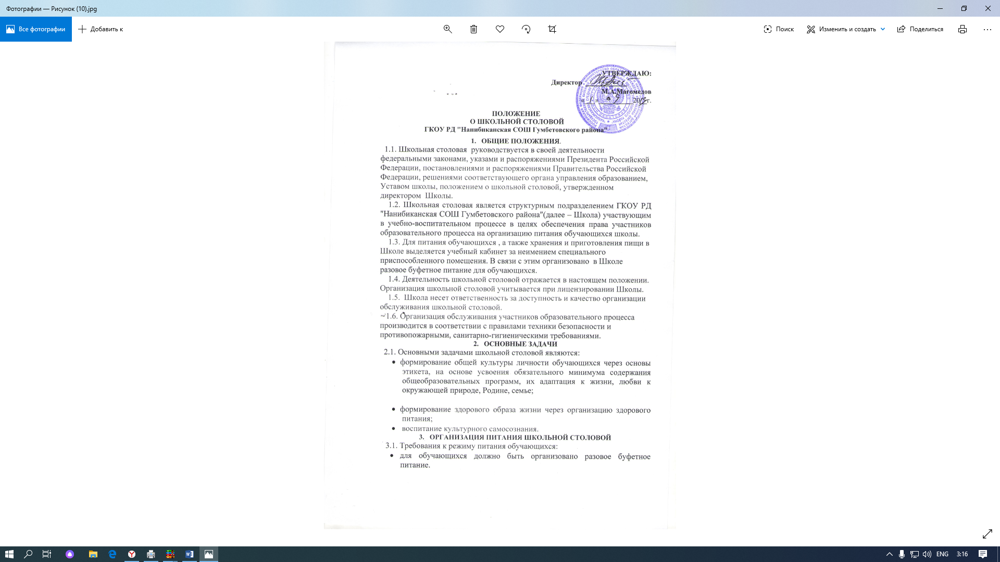 Фотографии — Рисунок (10).jpg
Все фотографии
Добавить к
Поиск
Изменить и создать
Поделиться
УТВЕРЖДАЮ:
Директор
М.А.Магомедов
« 1 » 09 2019г.
ПОЛОЖЕНИЕ
О ШКОЛЬНОЙ СТОЛОВОЙ
ГКОУ РД "Нанибиканская СОШ Гумбетовского района"
1. ОБЩИЕ ПОЛОЖЕНИЯ.
1.1. Школьная столовая руководствуется в своей деятельности
федеральными законами, указами и распоряжениями Президента Российской
Федерации, постановлениями и распоряжениями Правительства Российской
Федерации, решениями соответствующего органа управления образованием,
Уставом школы, положением о школьной столовой, утвержденном
директором Школы.
1.2. Школьная столовая является структурным подразделением ГКОУ РД
"Нанибиканская СОШ Гумбетовского района"(далее – Школа) участвующим
в учебно-воспитательном процессе в целях обеспечения права участников
образовательного процесса на организацию питания обучающихся школы.
1.3. Для питания обучающихся , а также хранения и приготовления пищи в
Школе выделяется учебный кабинет за неимением специального
приспособленного помещения. В связи с этим организовано в Школе
разовое буфетное питание для обучающихся.
1.4. Деятельность школьной столовой отражается в настоящем положении.
Организация школьной столовой учитывается при лицензировании Школы.
1.5. Школа несет ответственность за доступность и качество организации
обслуживания школьной столовой.
1.6. Организация обслуживания участников образовательного процесса
производится в соответствии с правилами техники безопасности и
противопожарными, санитарно-гигиеническими требованиями.
2. ОСНОВНЫЕ ЗАДАЧИ
2.1. Основными задачами школьной столовой являются:
• формирование общей культуры личности обучающихся через основы
этикета, на основе усвоения обязательного минимума содержания
общеобразовательных программ, их адаптация к жизни, любви к
окружающей природе, Родине, семье;
• формирование здорового образа жизни через организацию здорового
питания;
• воспитание культурного самосознания.
3. ОРГАНИЗАЦИЯ ПИТАНИЯ ШКОЛЬНОЙ СТОЛОВОЙ
3.1. Требования к режиму питания обучающихся:
• для обучающихся должно быть организовано разовое буфетное
питание.
ENG
3:16